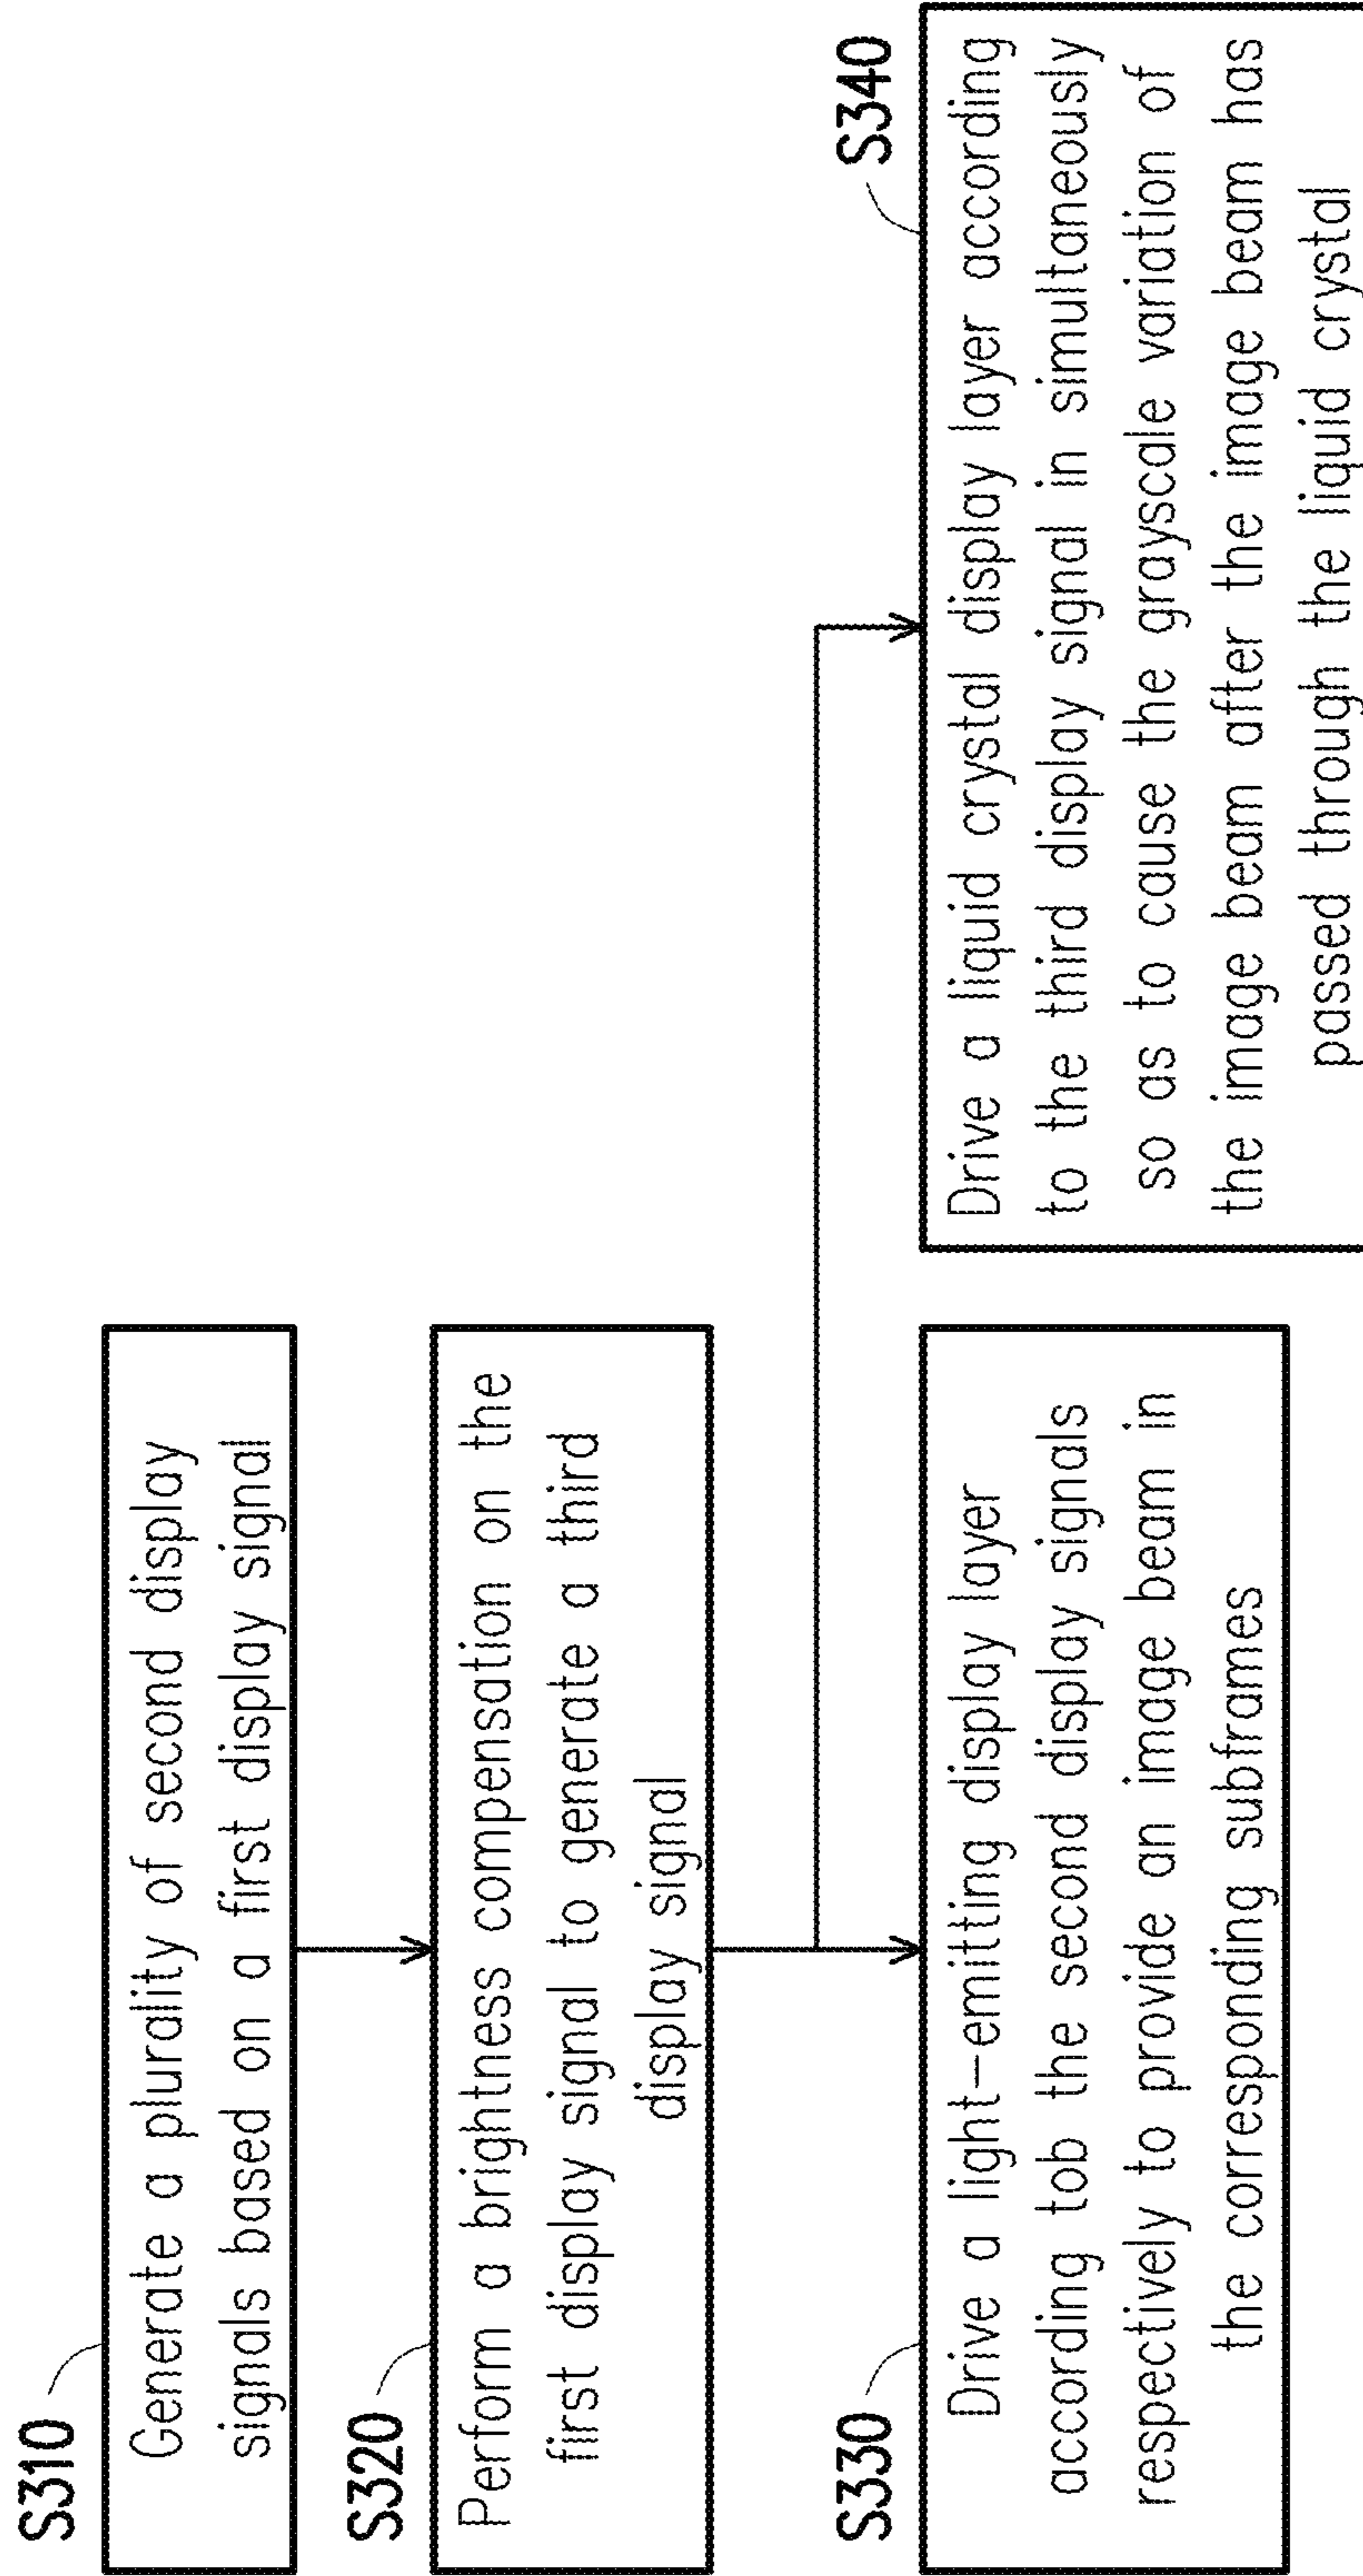 S310
Generate a plurality of second display
signals based on a first display signal
S320
Perform a brightness compensation on the
first display signal to generate a third
display signal
S330
Drive a light-emitting display layer
according tob the second display signals
respectively to provide an image beam in
the corresponding subframes
S340
Drive a liquid crystal display layer according
to the third display signal in simultaneously
so as to cause the grayscale variation of
the image beam after the image beam has
passed through the liquid crystal